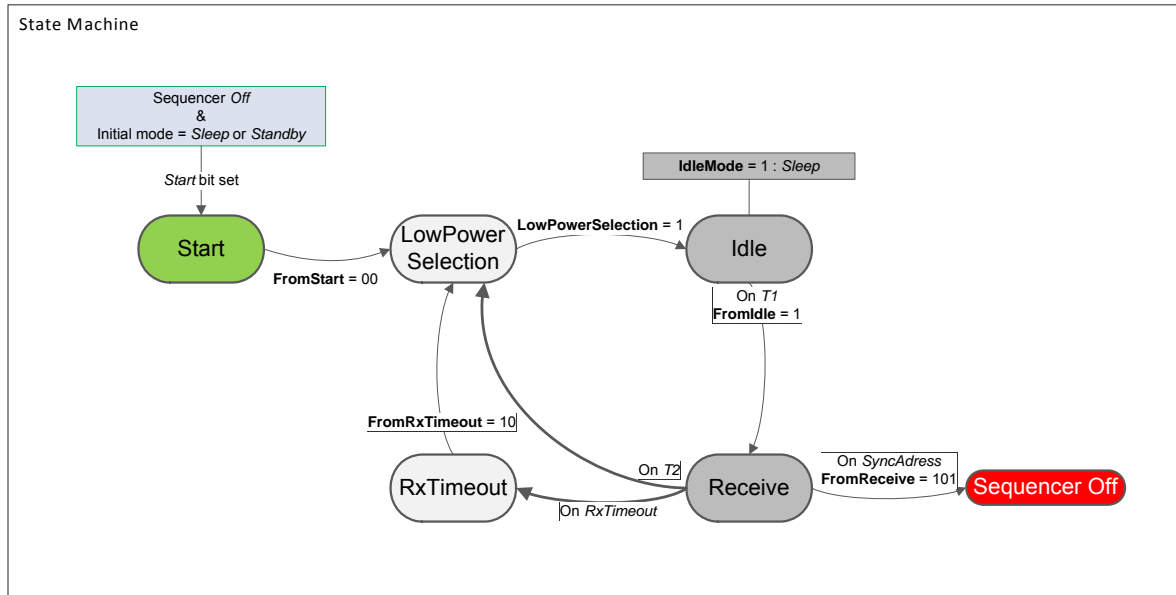 State Machine
Sequencer Off
&
Initial mode = Sleep or Standby
Start bit set
IdleMode = 1 : Sleep
Start
FromStart = 00
LowPower
Selection
LowPowerSelection = 1
Idle
On T1
FromIdle = 1
FromRxTimeout = 10
On T2
RxTimeout
On RxTimeout
Receive
On SyncAdress
FromReceive = 101
Sequencer Off